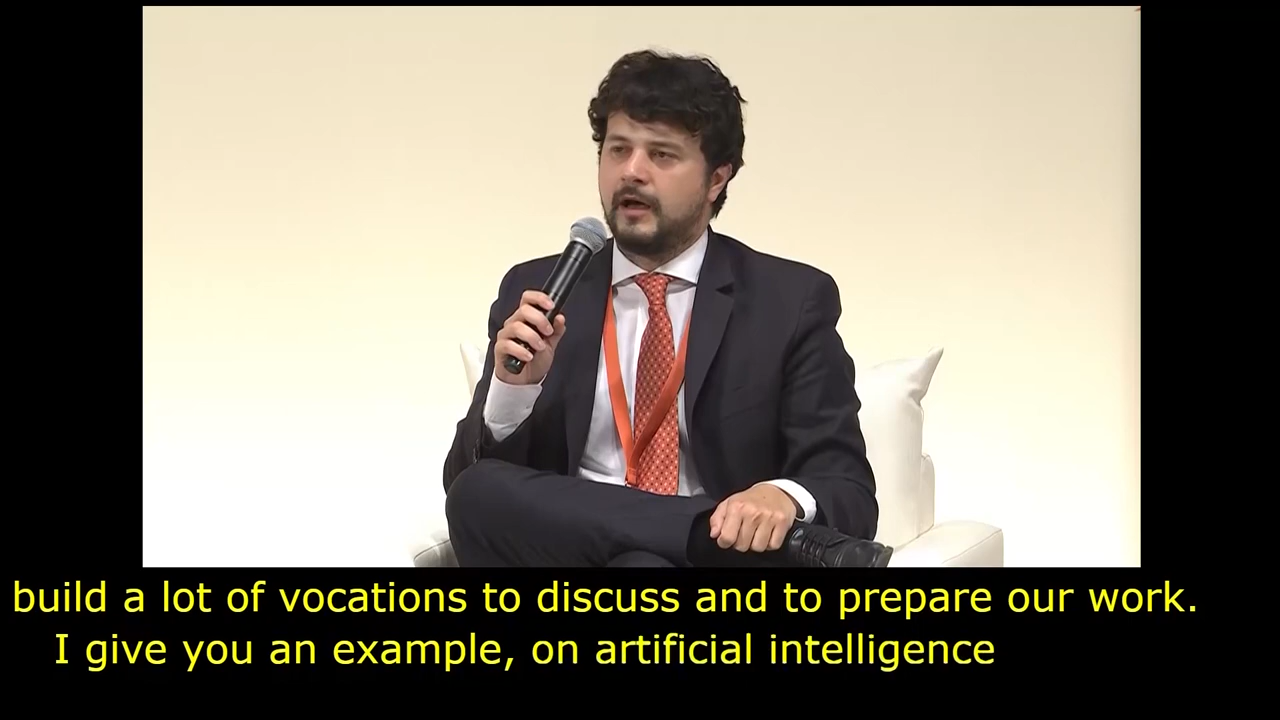 build a lot of vocations to discuss and to prepare our work.
I give you an example, on artificial intelligence